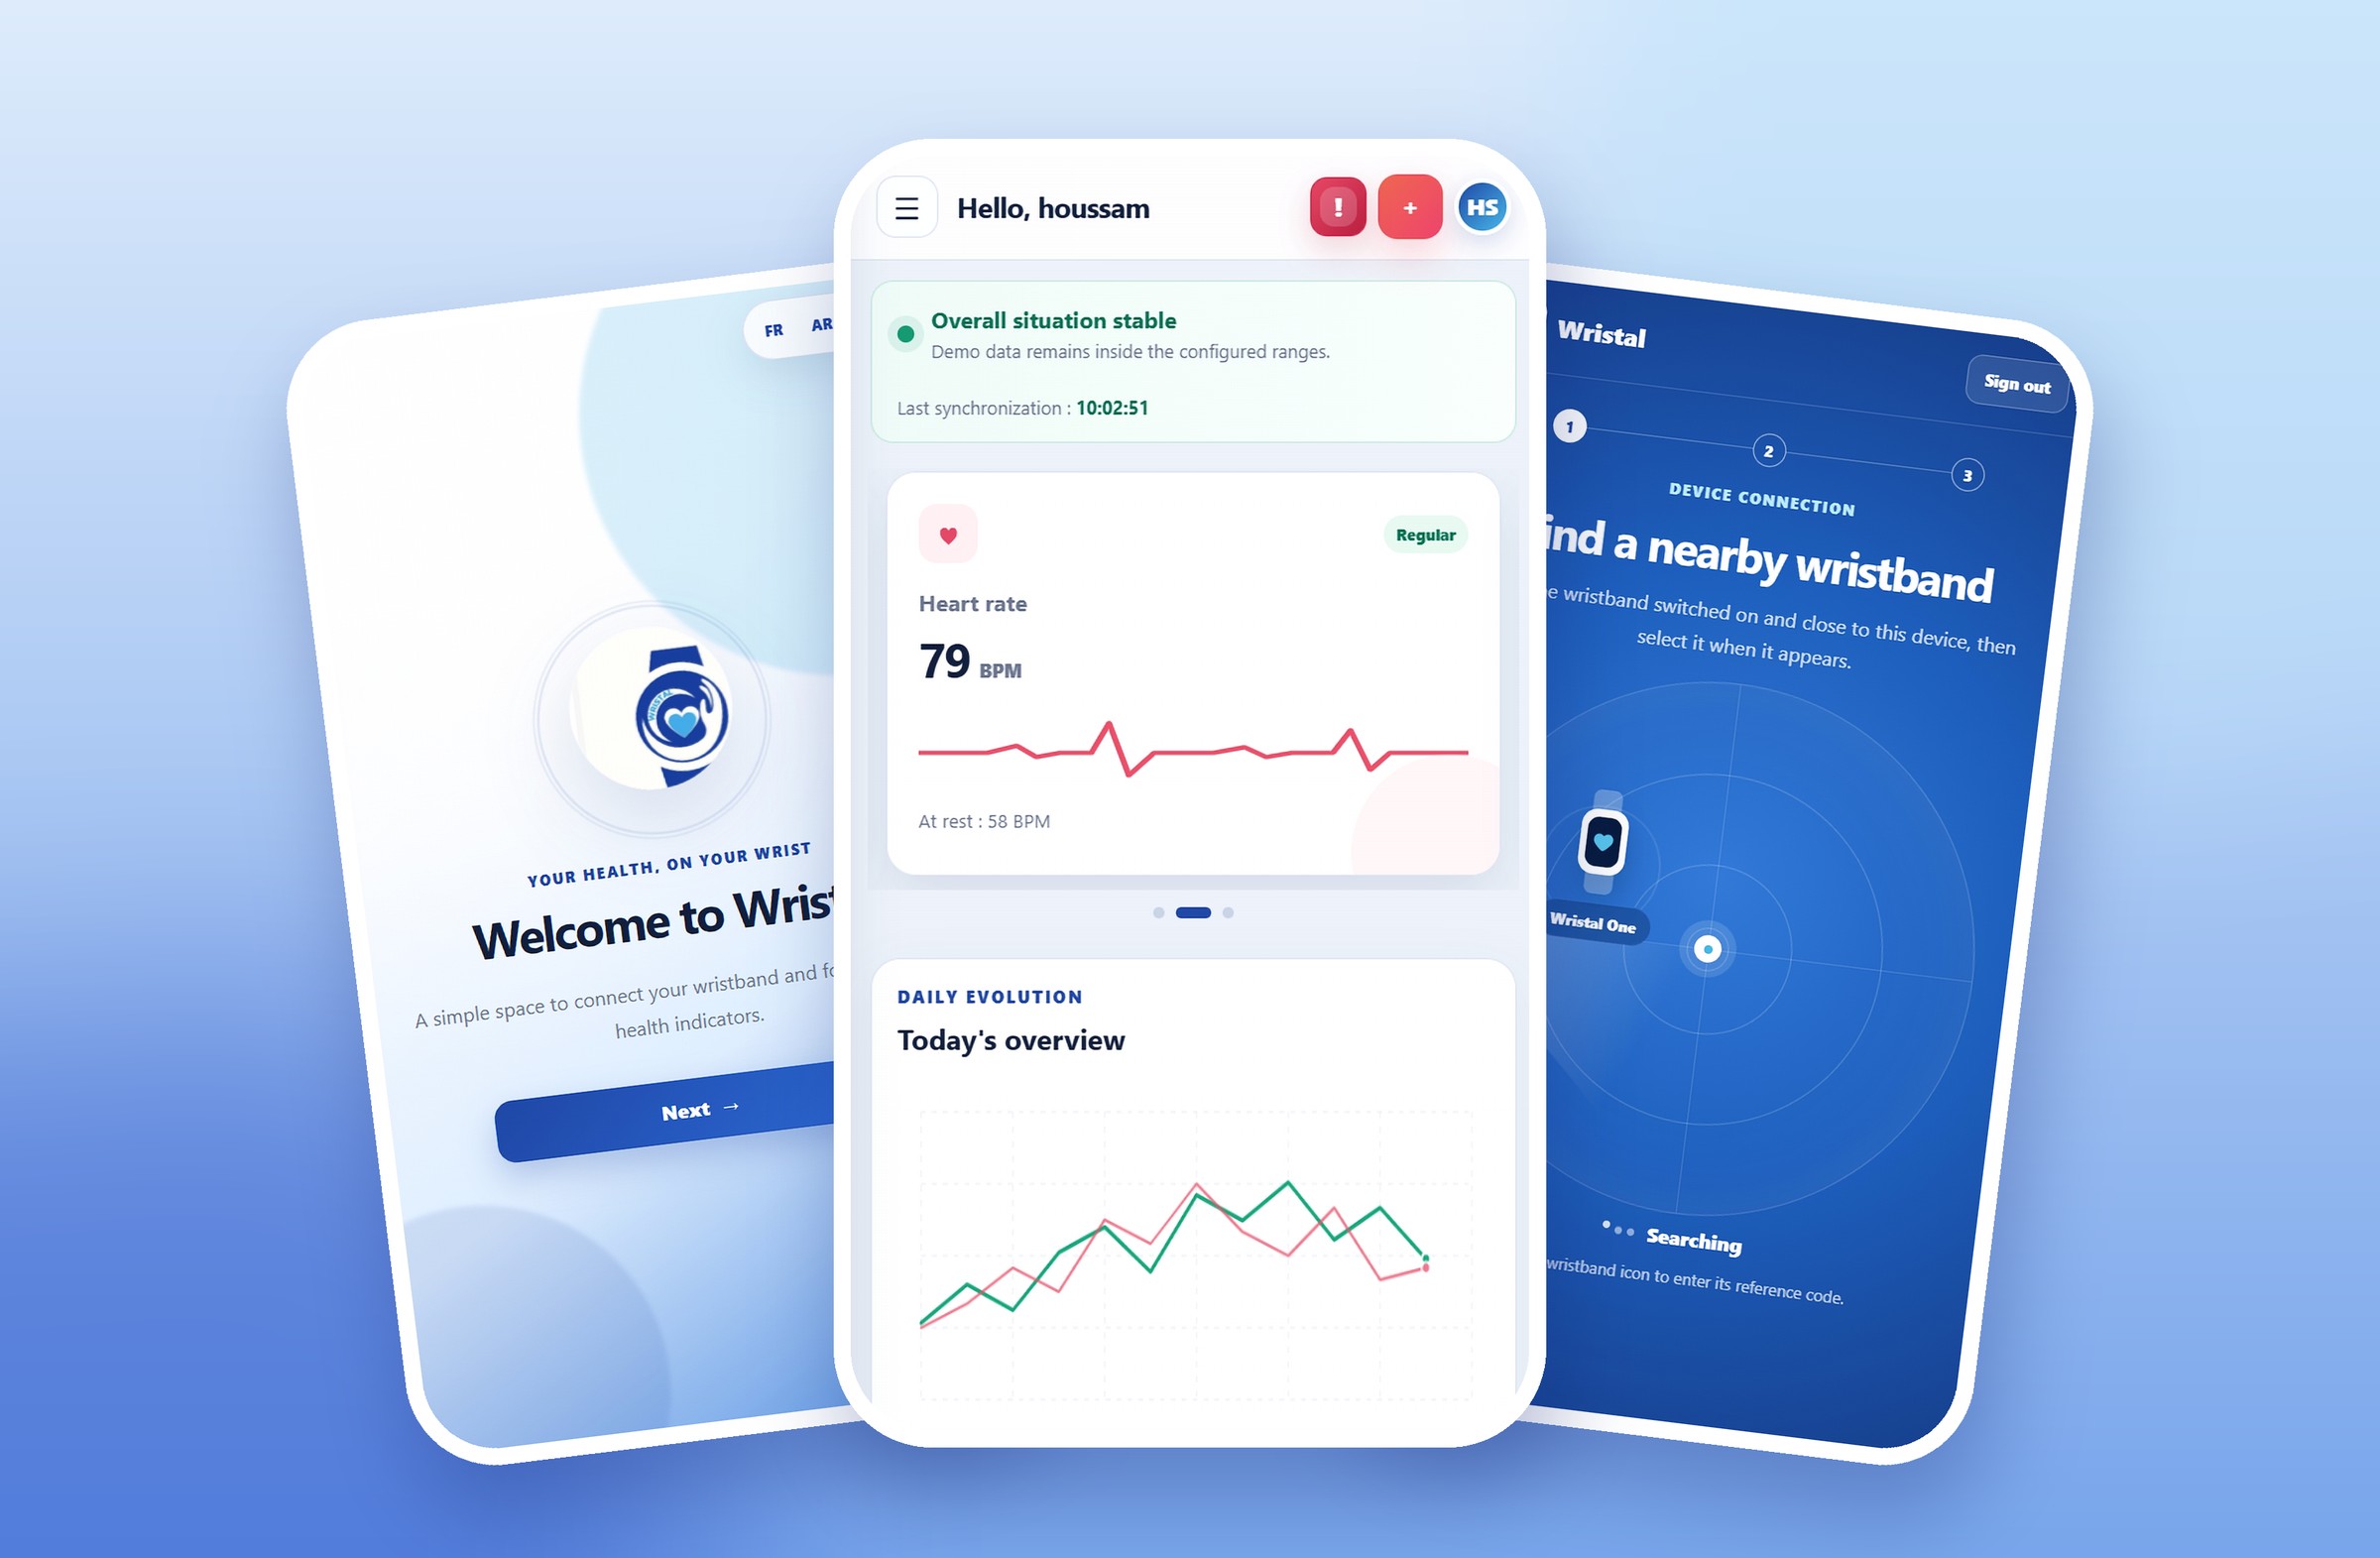 FR AR
WRISTAL
YOUR HEALTH, ON YOUR WRIST
Welcome to Wrist
A simple space to connect your wristband and fo
health indicators.
Next →
Hello, houssam
!
+
HS
Overall situation stable
Demo data remains inside the configured ranges.
Last synchronization : 10:02:51
Regular
Heart rate
79 BPM
At rest : 58 BPM
DAILY EVOLUTION
Today's overview
Wristal
Sign out
1 2 3
DEVICE CONNECTION
ind a nearby wristband
e wristband switched on and close to this device, then
select it when it appears.
Wristal One
Searching
wristband icon to enter its reference code.